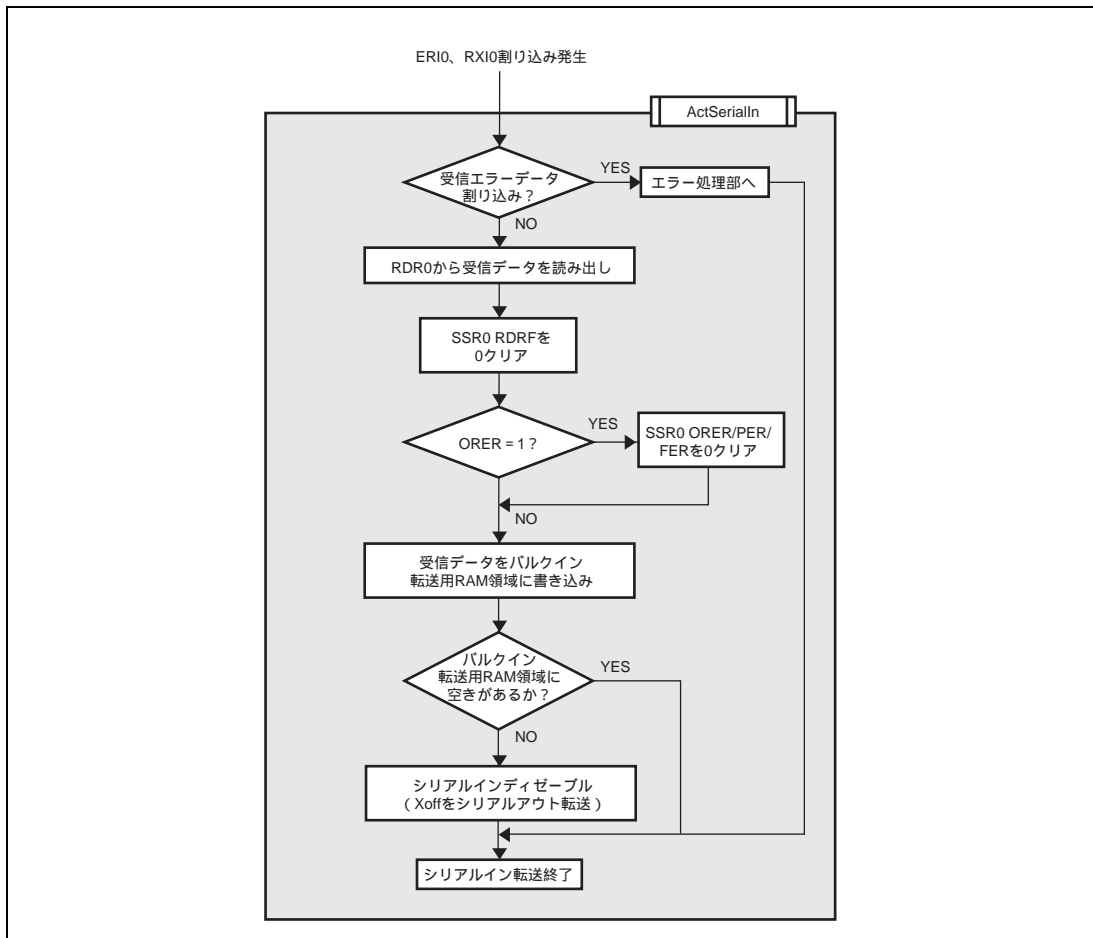 ERI0、RXI0割り込み発生
ActSerialIn
受信エラーデータ
割り込み？
YES
エラー処理部へ
NO
RDR0から受信データを読み出し
SSR0 RDRFを
0クリア
ORER = 1？
YES
SSR0 ORER/PER/
FERを0クリア
NO
受信データをバルクイン
転送用RAM領域に書き込み
バルクイン
転送用RAM領域に
空きがあるか？
YES
NO
シリアルインディゼーブル
（Xoffをシリアルアウト転送）
シリアルイン転送終了